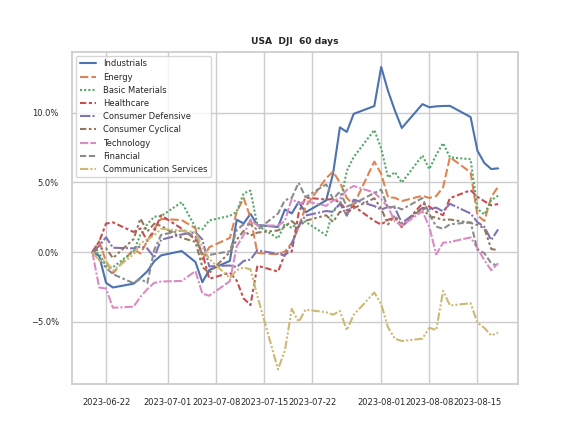 USA DJI 60 days
Industrials
Energy
Basic Materials
Healthcare
Consumer Defensive
Consumer Cyclical
Technology
Financial
Communication Services
10.0%
5.0%
0.0%
−5.0%
2023-06-22 2023-07-01 2023-07-08 2023-07-15 2023-07-22 2023-08-01 2023-08-08 2023-08-15